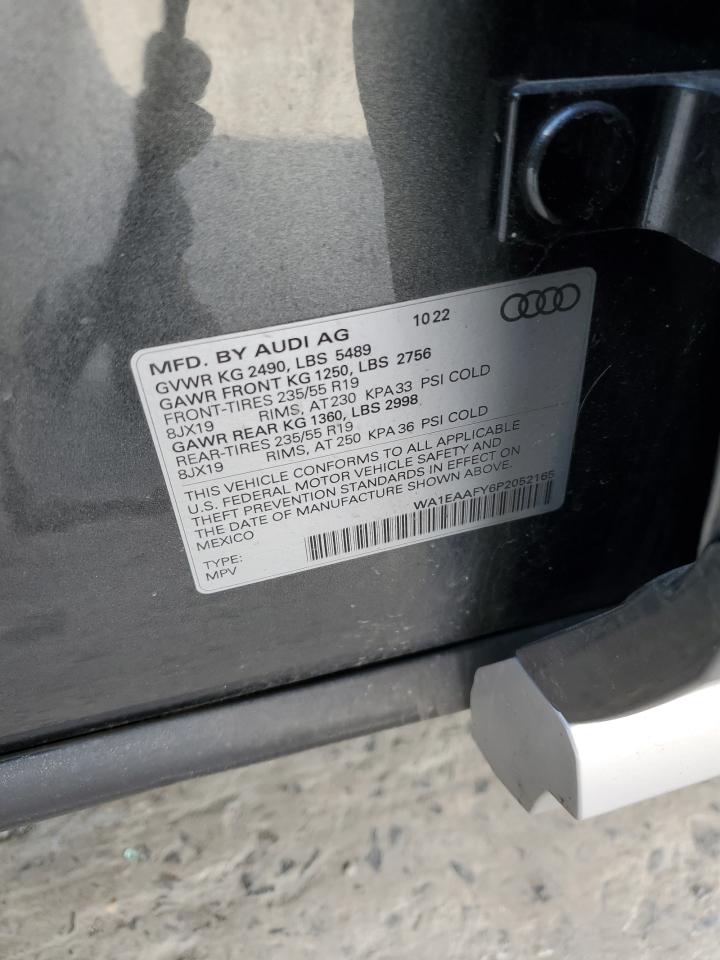 MFD. BY AUDI AG 10 22
GVWR KG 2490, LBS 5489
GAWR FRONT KG 1250, LBS 2756
FRONT-TIRES 235/55 R19
8JX19 RIMS, AT 230 KPA 33 PSI COLD
GAWR REAR KG 1360, LBS 2998
REAR-TIRES 235/55 R19
8JX19 RIMS, AT 250 KPA 36 PSI COLD
THIS VEHICLE CONFORMS TO ALL APPLICABLE
U.S. FEDERAL MOTOR VEHICLE SAFETY AND
THEFT PREVENTION STANDARDS IN EFFECT ON
THE DATE OF MANUFACTURE SHOWN ABOVE.
MEXICO WA1EAAFY6P2052165
TYPE:
MPV